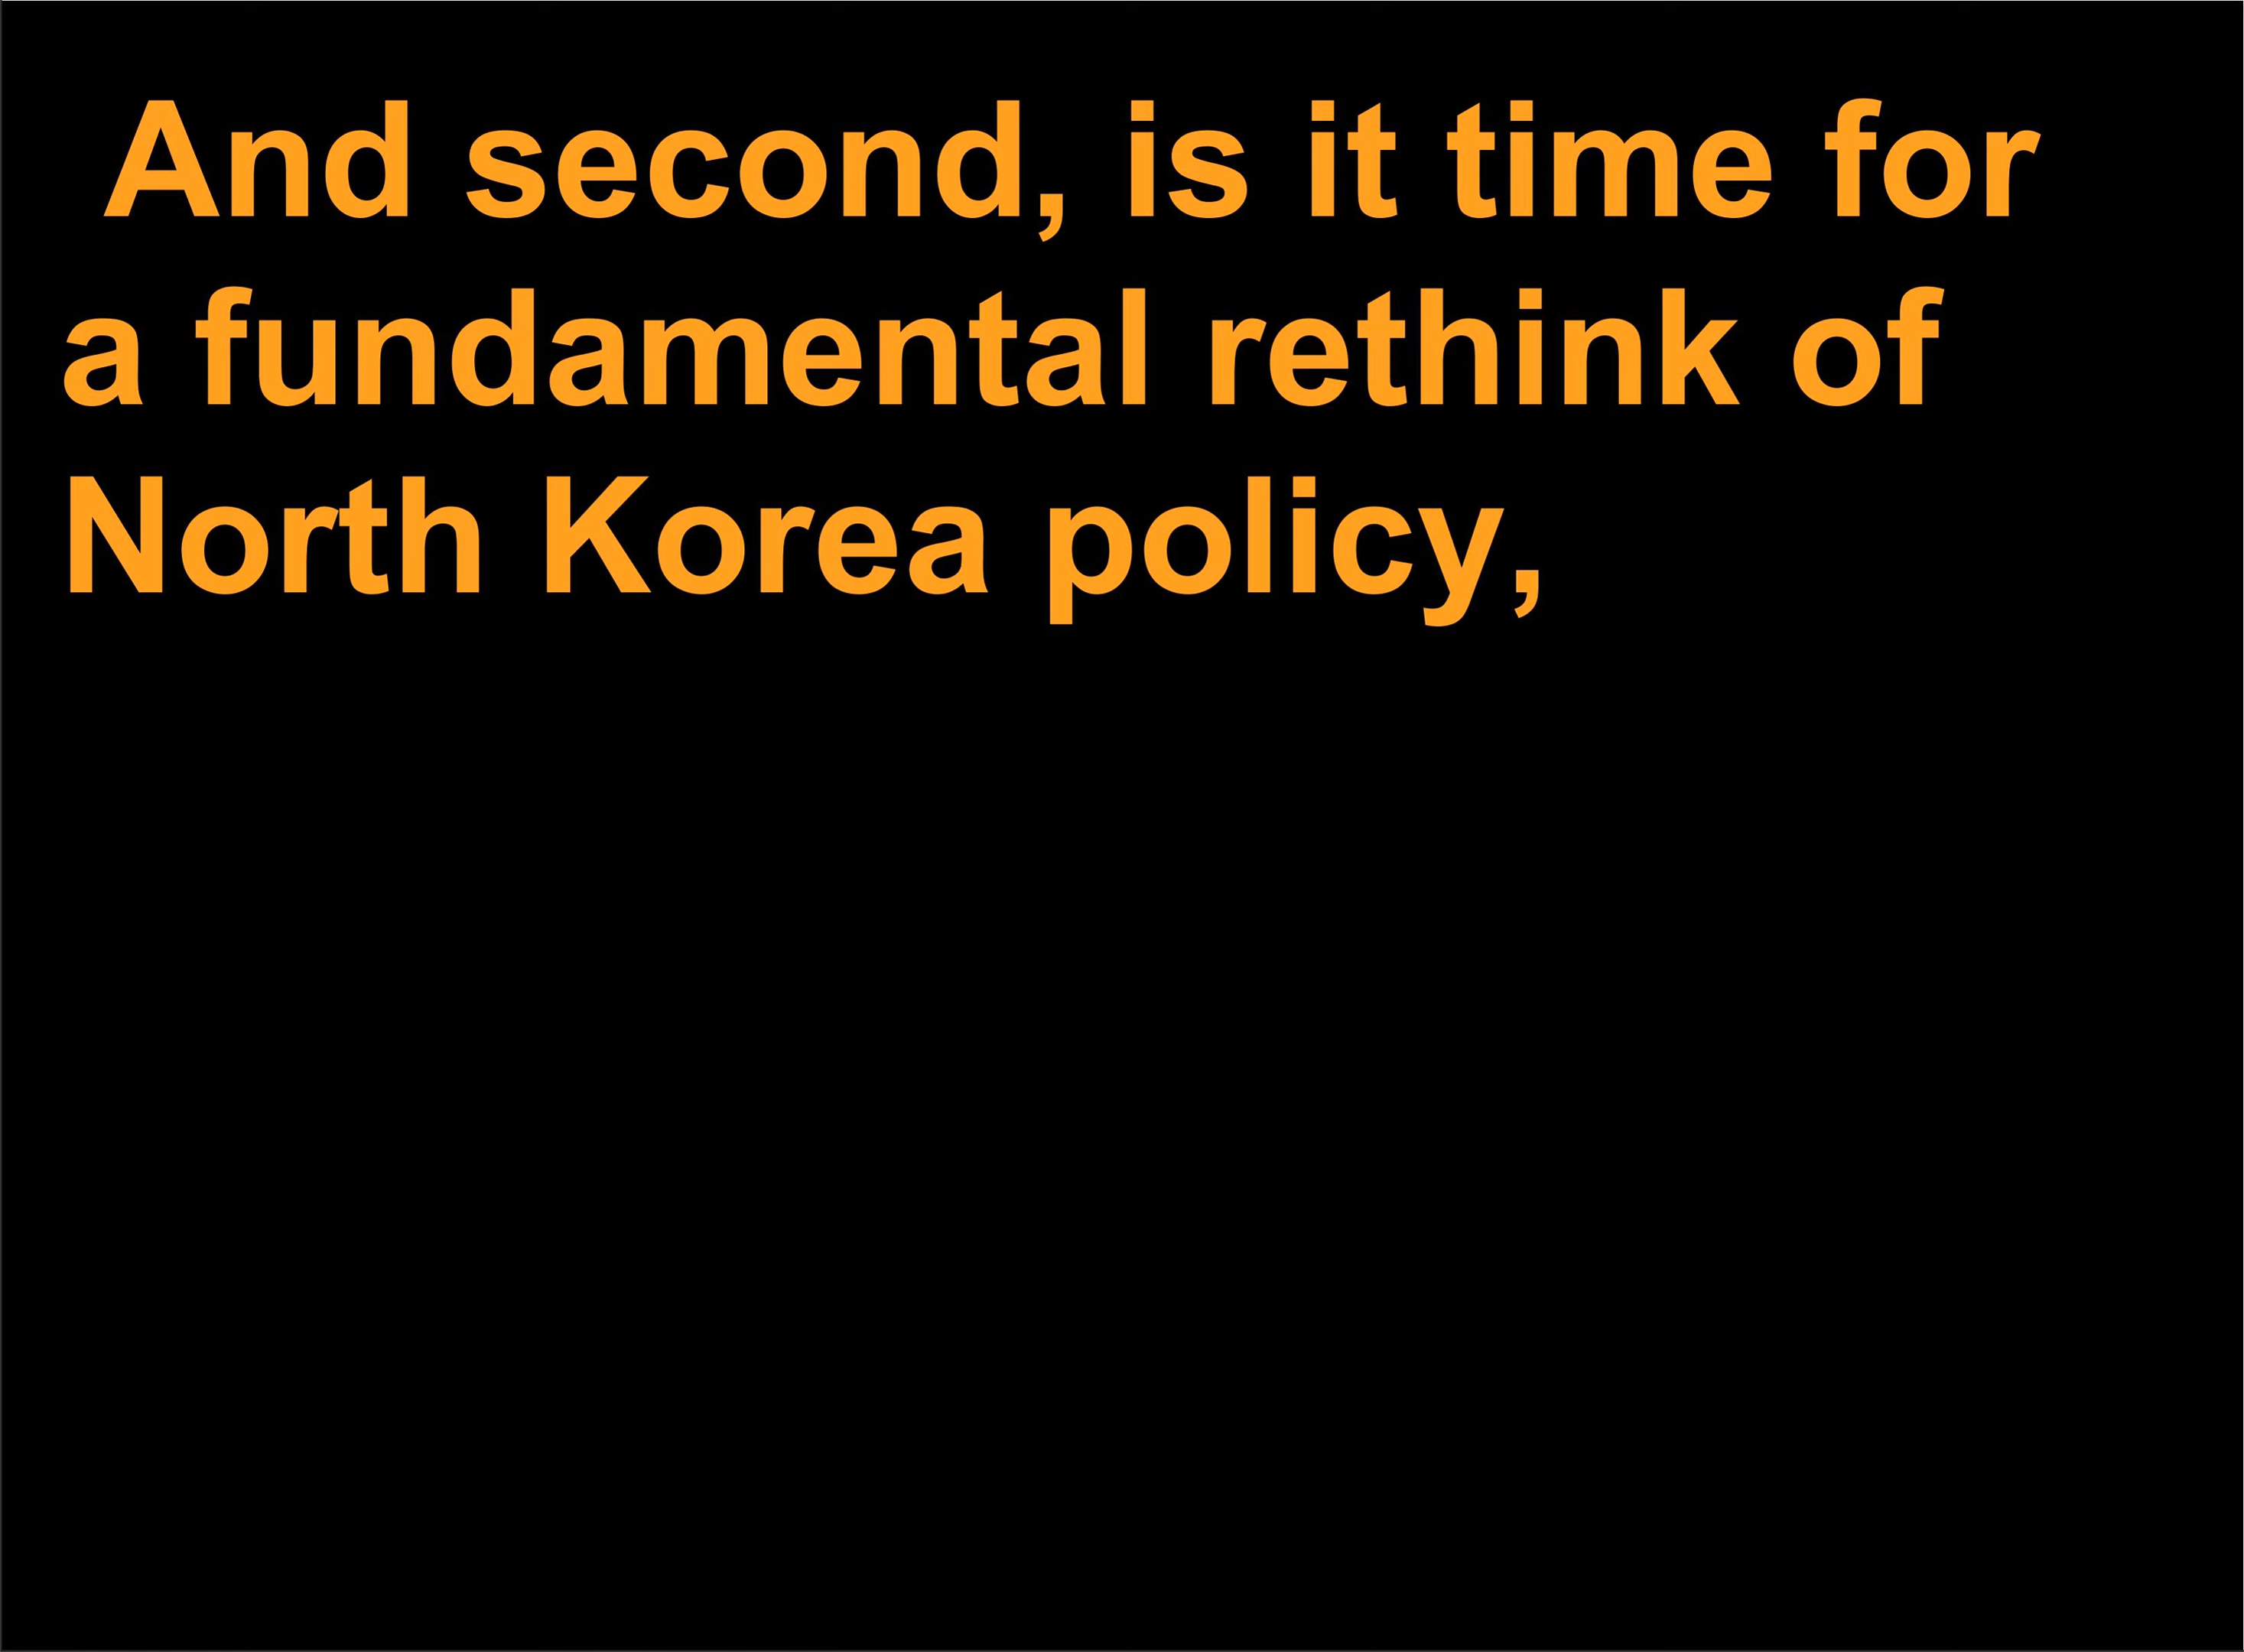 And second, is it time for
a fundamental rethink of
North Korea policy,